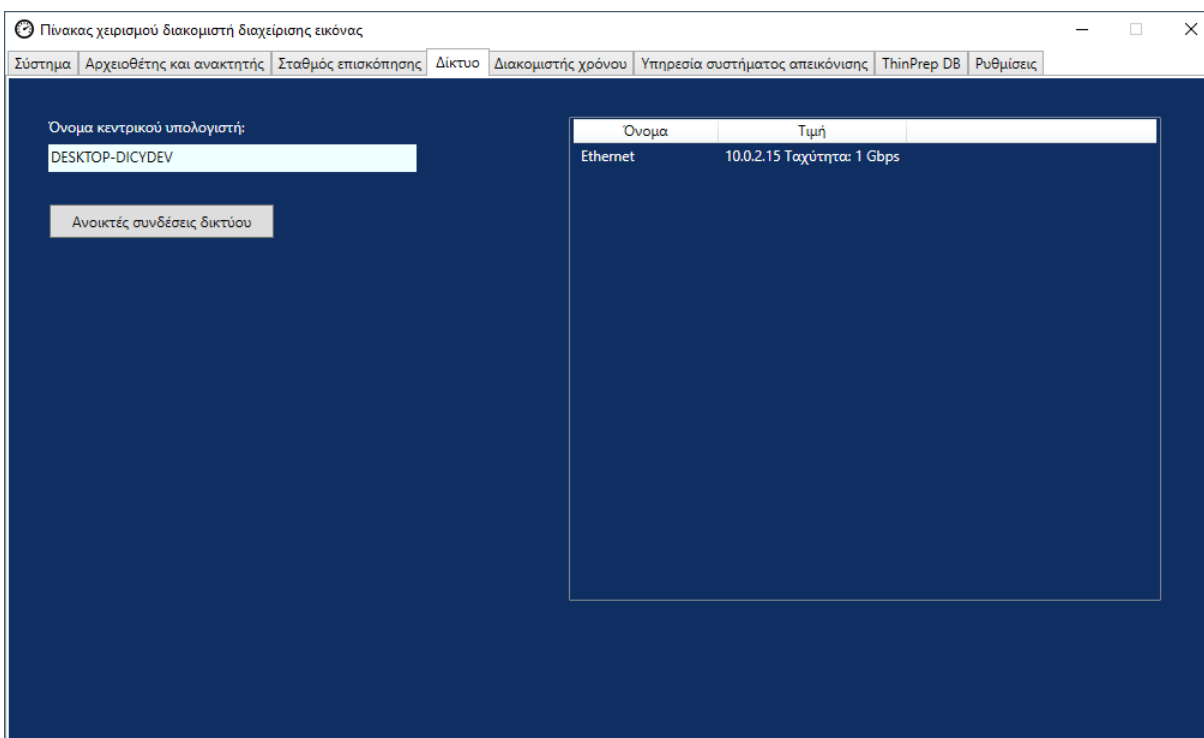 Πίνακας χειρισμού διακομιστή διαχείρισης εικόνας
Σύστημα Αρχειοθέτης και ανακτητής Σταθμός επισκόπησης Δίκτυο Διακομιστής χρόνου Υπηρεσία συστήματος απεικόνισης ThinPrep DB Ρυθμίσεις
Όνομα κεντρικού υπολογιστή:
DESKTOP-DICYDEV
Ανοικτές συνδέσεις δικτύου
Όνομα Τιμή
Ethernet 10.0.2.15 Ταχύτητα: 1 Gbps